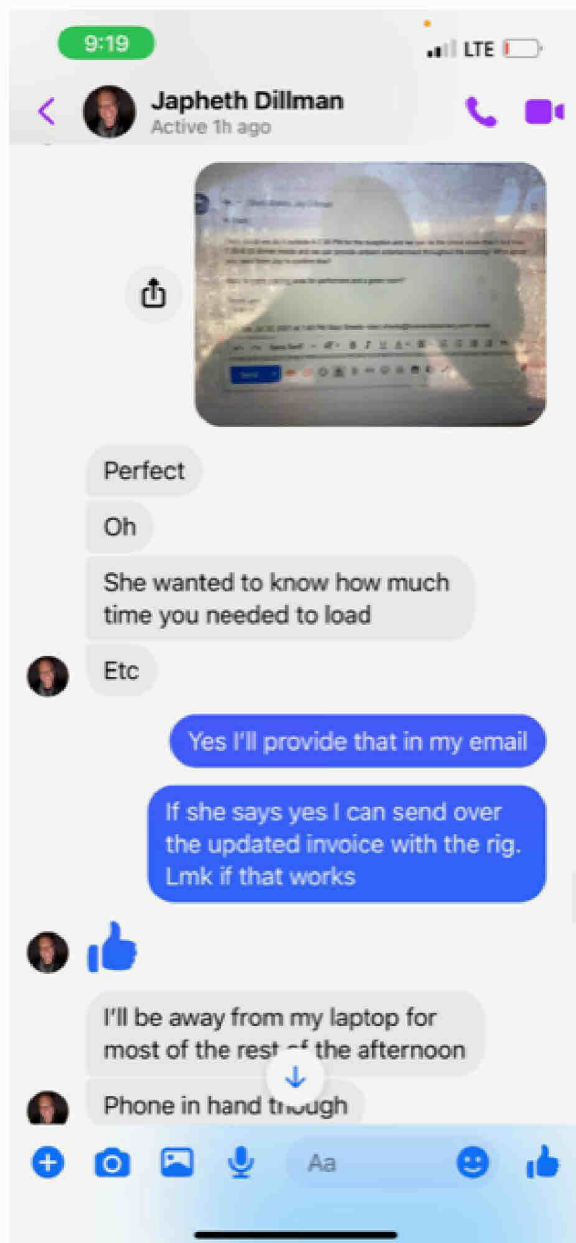 9:19
LTE
Japheth Dillman
Active 1h ago
Perfect
Oh
She wanted to know how much
time you needed to load
Etc
Yes I'll provide that in my email
If she says yes I can send over
the updated invoice with the rig.
Lmk if that works
I'll be away from my laptop for
most of the rest of the afternoon
Phone in hand though
Aa